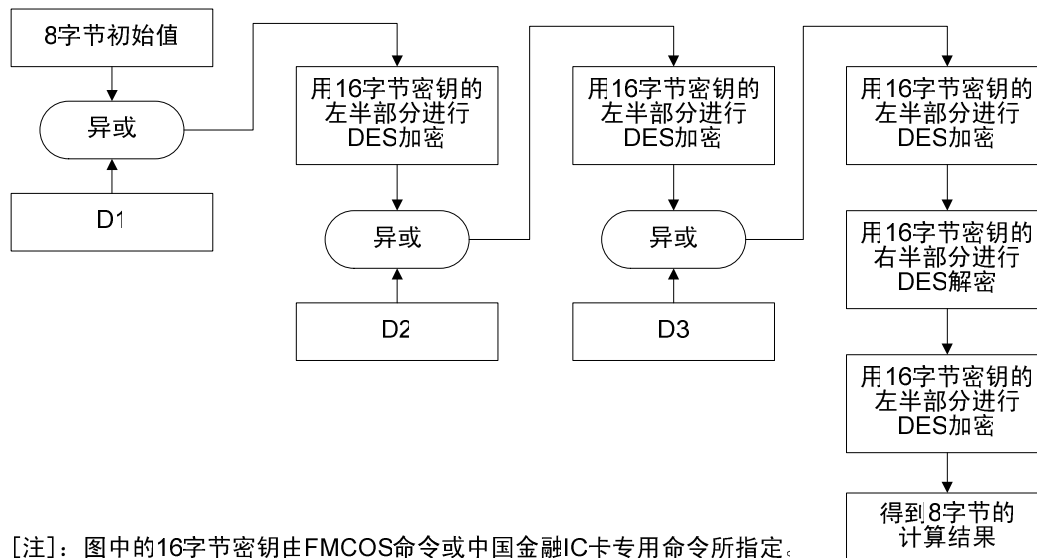 8字节初始值
异或
D1
用16字节密钥的
左半部分进行
DES加密
异或
D2
用16字节密钥的
左半部分进行
DES加密
异或
D3
用16字节密钥的
左半部分进行
DES加密
用16字节密钥的
右半部分进行
DES解密
用16字节密钥的
左半部分进行
DES加密
得到8字节的
计算结果
[注]：图中的16字节密钥由FMCOS命令或中国金融IC卡专用命令所指定。